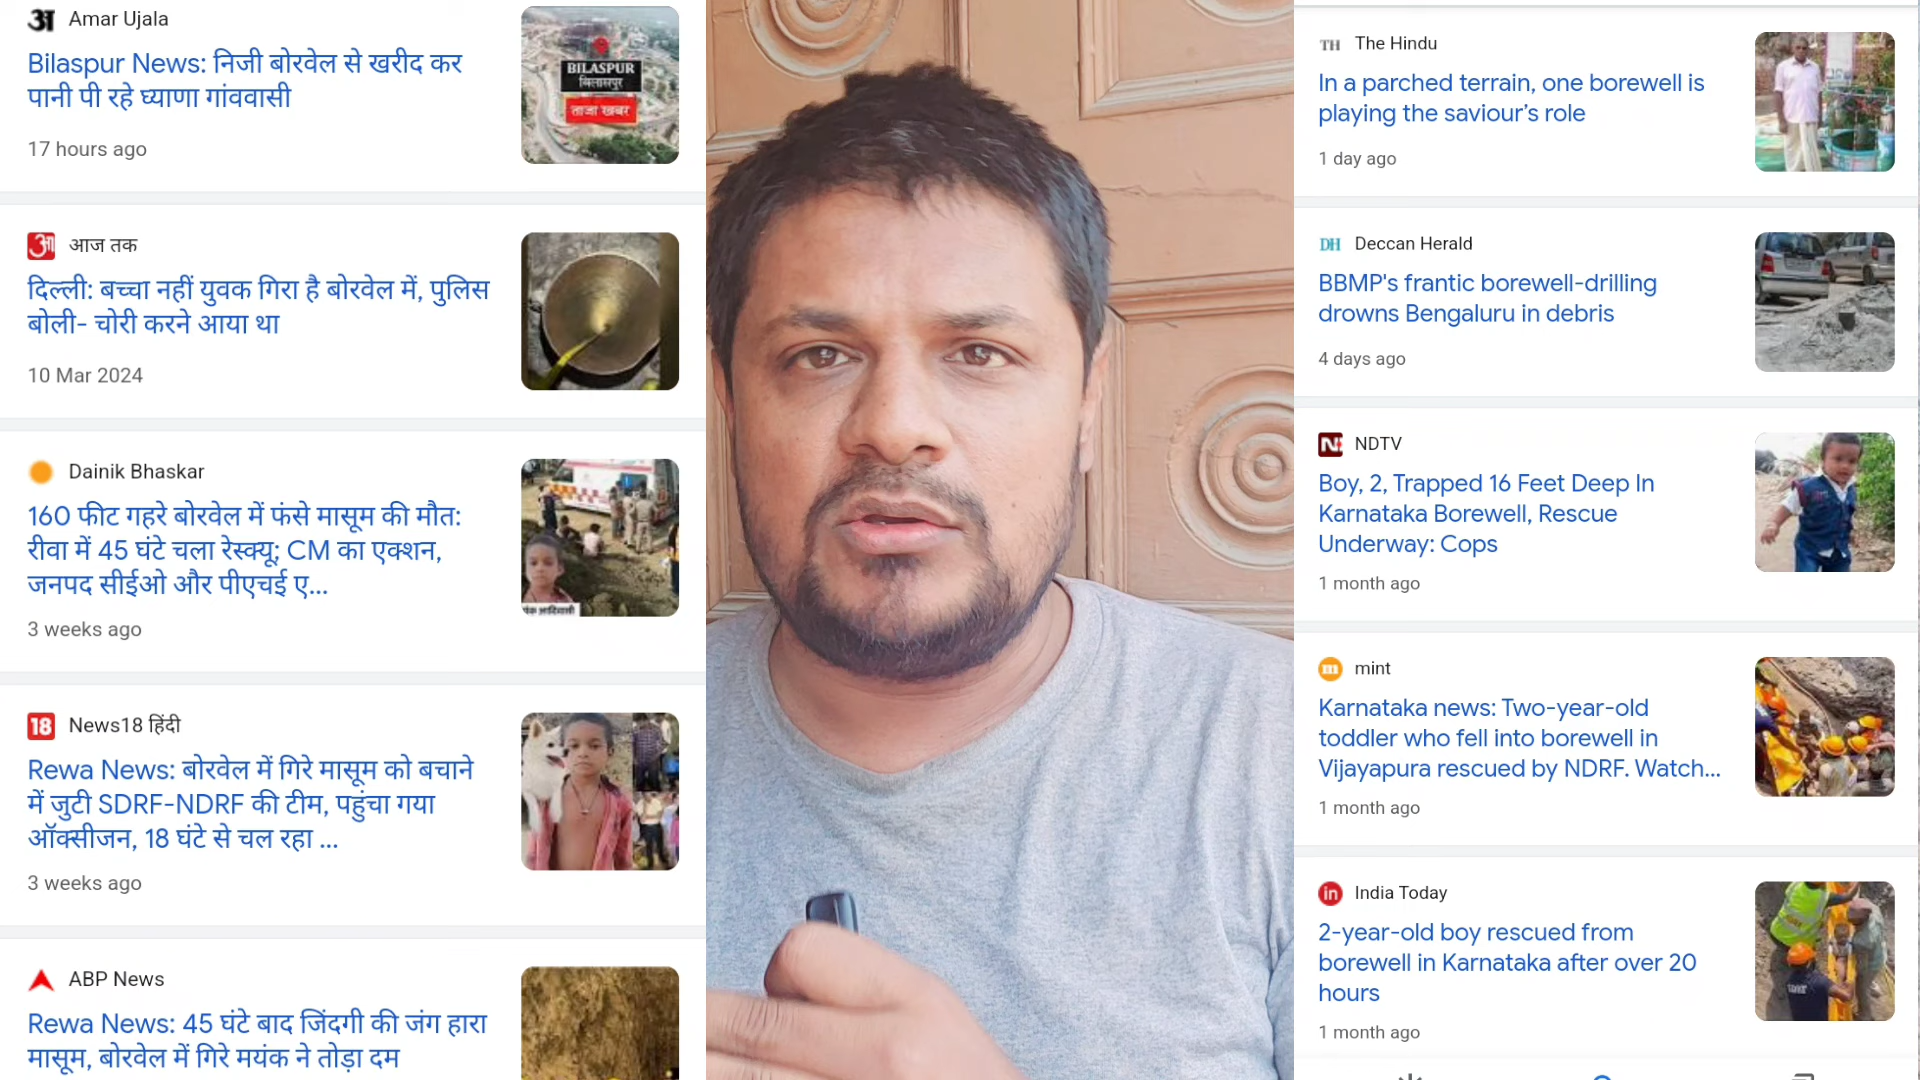 अ Amar Ujala
Bilaspur News: निजी बोरवेल से खरीद कर
पानी पी रहे घ्याणा गांववासी
17 hours ago
BILASPUR
बिलासपुर
ताजा खबर
आ आज तक
दिल्ली: बच्चा नहीं युवक गिरा है बोरवेल में, पुलिस
बोली- चोरी करने आया था
10 Mar 2024
Dainik Bhaskar
160 फीट गहरे बोरवेल में फंसे मासूम की मौत:
रीवा में 45 घंटे चला रेस्क्यू; CM का एक्शन,
जनपद सीईओ और पीएचई ए...
3 weeks ago
18 News18 हिंदी
Rewa News: बोरवेल में गिरे मासूम को बचाने
में जुटी SDRF-NDRF की टीम, पहुंचा गया
ऑक्सीजन, 18 घंटे से चल रहा ...
3 weeks ago
ABP News
Rewa News: 45 घंटे बाद जिंदगी की जंग हारा
मासूम, बोरवेल में गिरे मयंक ने तोड़ा दम
TH The Hindu
In a parched terrain, one borewell is
playing the saviour’s role
1 day ago
DH Deccan Herald
BBMP's frantic borewell-drilling
drowns Bengaluru in debris
4 days ago
N NDTV
Boy, 2, Trapped 16 Feet Deep In
Karnataka Borewell, Rescue
Underway: Cops
1 month ago
m mint
Karnataka news: Two-year-old
toddler who fell into borewell in
Vijayapura rescued by NDRF. Watch...
1 month ago
in India Today
2-year-old boy rescued from
borewell in Karnataka after over 20
hours
1 month ago